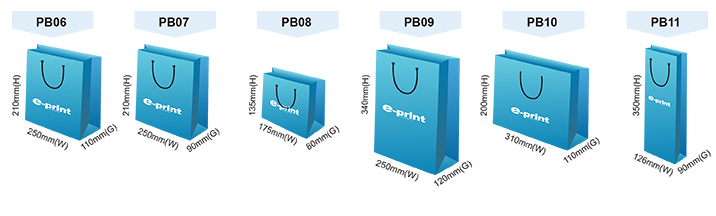 PB06
210mm(H)
e-print
250mm(W)
110mm(G)
PB07
210mm(H)
e-print
250mm(W)
90mm(G)
PB08
135mm(H)
e-print
175mm(W)
80mm(G)
PB09
340mm(H)
e-print
250mm(W)
120mm(G)
PB10
200mm(H)
e-print
310mm(W)
110mm(G)
PB11
350mm(H)
e-print
126mm(W)
90mm(G)